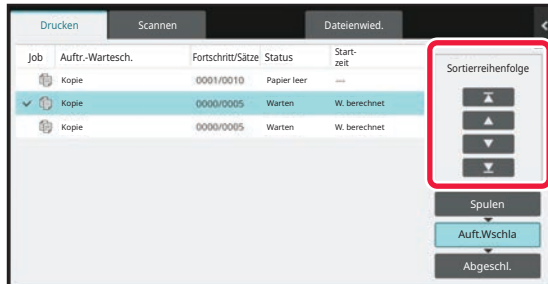 Drucken Scannen Dateienwied.
Job Auftr.-Wartesch. Fortschritt/Sätze Status Start-
zeit
Kopie 0001/0010 Papier leer —
Kopie 0000/0005 Warten W. berechnet
Kopie 0000/0005 Warten W. berechnet
Sortierreihenfolge
Spulen
Auft.Wschla
Abgeschl.